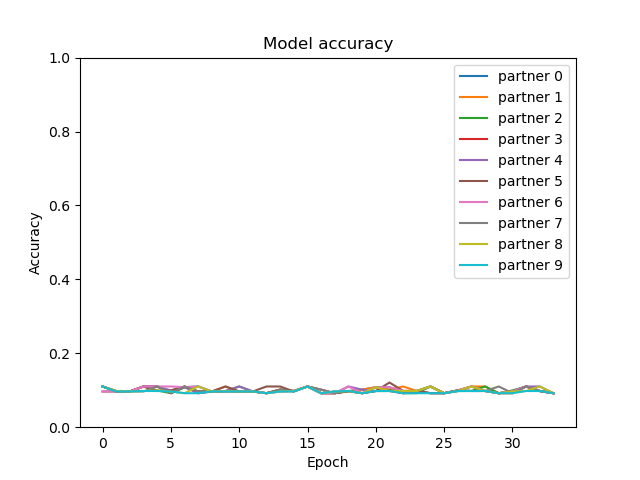 Model accuracy
Accuracy
1.0
0.8
0.6
0.4
0.2
0.0
partner 0
partner 1
partner 2
partner 3
partner 4
partner 5
partner 6
partner 7
partner 8
partner 9
0 5 10 15 20 25 30
Epoch